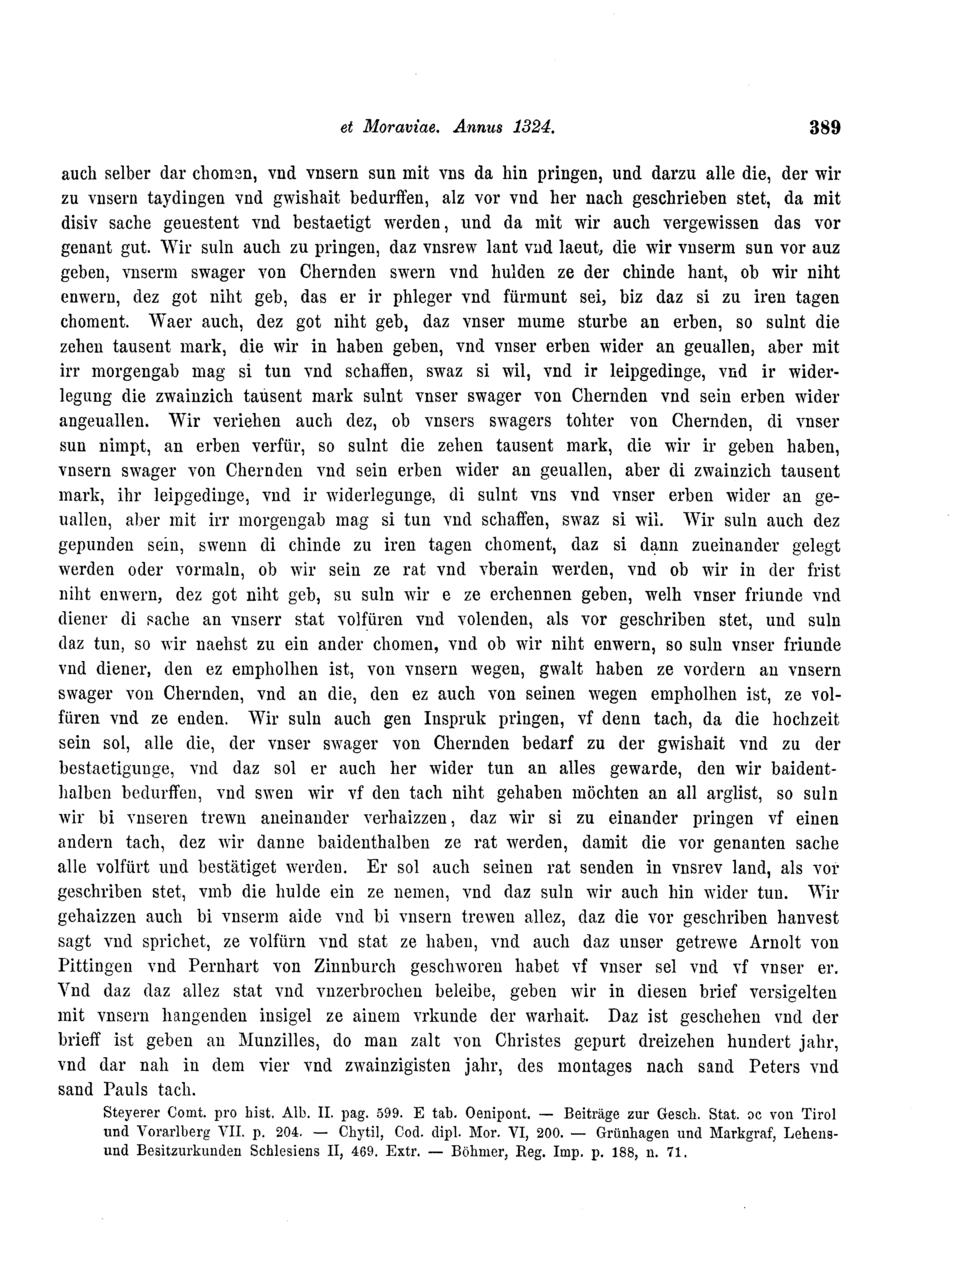 et Moraviae. Annus 1324. 389
auch selber dar chomen, vnd vnsern sun mit vns da hin pringen, und darzu alle die, der wir
zu vnsern taydingen vnd gwishait bedurffen, alz vor vnd her nach geschrieben stet, da mit
disiv sache geuestent vnd bestaetigt werden, und da mit wir auch vergewissen das vor
genant gut. Wir suln auch zu pringen, daz vnsrew lant vnd laeut, die wir vnserm sun vor auz
geben, vnserm swager von Chernden swern vnd hulden ze der chinde hant, ob wir niht
enwern, dez got niht geb, das er ir phleger vnd fürmunt sei, biz daz si zu iren tagen
choment. Waer auch, dez got niht geb, daz vnser mume sturbe an erben, so sulnt die
zehen tausent mark, die wir in haben geben, vnd vnser erben wider an geuallen, aber mit
irr morgengab mag si tun vnd schaffen, swaz si wil, vnd ir leipgedinge, vnd ir wider-
legung die zwainzich tausent mark sulnt vnser swager von Chernden vnd sein erben wider
angeuallen. Wir veriehen auch dez, ob vnsers swagers tohter von Chernden, di vnser
sun nimpt, an erben verfür, so sulnt die zehen tausent mark, die wir ir geben haben,
vnsern swager von Chernden vnd sein erben wider an geuallen, aber di zwainzich tausent
mark, ihr leipgedinge, vnd ir widerlegunge, di sulnt vns vnd vnser erben wider an ge-
uallen, aber mit irr morgengab mag si tun vnd schaffen, swaz si wil. Wir suln auch dez
gepunden sein, swenn di chinde zu iren tagen choment, daz si dann zueinander gelegt
werden oder vormaln, ob wir sein ze rat vnd vberain werden, vnd ob wir in der frist
niht enwern, dez got niht geb, su suln wir e ze erchennen geben, welh vnser friunde vnd
diener di sache an vnserr stat volfüren vnd volenden, als vor geschriben stet, und suln
daz tun, so wir naehst zu ein ander chomen, vnd ob wir niht enwern, so suln vnser friunde
vnd diener, den ez empholhen ist, von vnsern wegen, gwalt haben ze vordern an vnsern
swager von Chernden, vnd an die, den ez auch von seinen wegen empholhen ist, ze vol-
füren vnd ze enden. Wir suln auch gen Inspruk pringen, vf denn tach, da die hochzeit
sein sol, alle die, der vnser swager von Chernden bedarf zu der gwishait vnd zu der
bestaetigunge, vnd daz sol er auch her wider tun an alles gewarde, den wir baident-
halben bedurffen, vnd swen wir vf den tach niht gehaben möchten an all arglist, so suln
wir bi vnseren trewn aneinander verhaizzen, daz wir si zu einander pringen vf einen
andern tach, dez wir danne baidenthalben ze rat werden, damit die vor genanten sache
alle volfürt und bestätiget werden. Er sol auch seinen rat senden in vnsrev land, als vor
geschriben stet, vmb die hulde ein ze nemen, vnd daz suln wir auch hin wider tun. Wir
gehaizzen auch bi vnserm aide vnd bi vnsern trewen allez, daz die vor geschriben hanvest
sagt vnd sprichet, ze volfürn vnd stat ze haben, vnd auch daz unser getrewe Arnolt von
Pittingen vnd Pernhart von Zinnburch geschworen habet vf vnser sel vnd vf vnser er.
Vnd daz daz allez stat vnd vnzerbrochen beleibe, geben wir in diesen brief versigelten
mit vnsern hangenden insigel ze ainem vrkunde der warhait. Daz ist geschehen vnd der
brieff ist geben an Munzilles, do man zalt von Christes gepurt dreizehen hundert jahr,
vnd dar nah in dem vier vnd zwainzigisten jahr, des montages nach sand Peters vnd
sand Pauls tach.
Steyerer Comt. pro hist. Alb. II. pag. 599. E tab. Oenipont. — Beiträge zur Gesch. Stat. ꝛc von Tirol
und Vorarlberg VII. p. 204. — Chytil, Cod. dipl. Mor. VI, 200. — Grünhagen und Markgraf, Lehens-
und Besitzurkunden Schlesiens II, 469. Extr. — Böhmer, Reg. Imp. p. 188, n. 71.